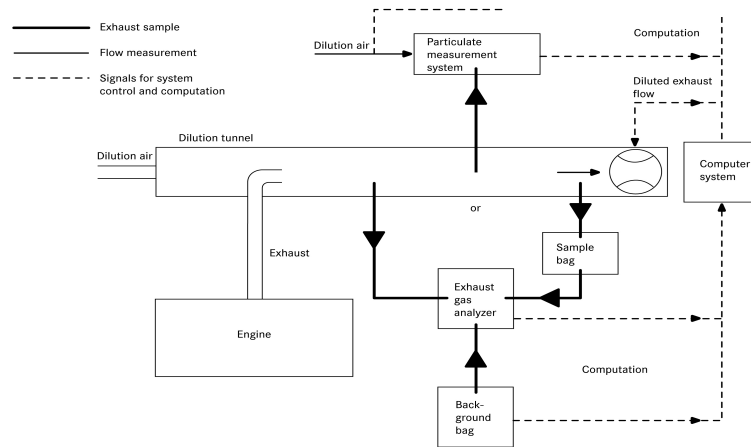 Exhaust sample
Flow measurement
Signals for system
control and computation
Dilution air
Particulate
measurement
system
Computation
Diluted exhaust
flow
Dilution tunnel
Dilution air
Computer
system
or
Exhaust
Sample
bag
Exhaust
gas
analyzer
Engine
Computation
Back-
ground
bag